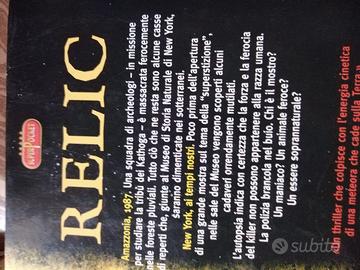 SUPERPOCKET
RELIC
Amazzonia, 1987. Una squadra di archeologi – in missione
per studiare la tribù dei Kothoga – è massacrata ferocemente
nelle foreste pluviali. Tutto ciò che ne resta sono alcune casse
di reperti che, giunte al Museo di Storia Naturale di New York,
saranno dimenticate nei sotterranei.
New York, ai tempi nostri. Poco prima dell'apertura
di una grande mostra sul tema della "superstizione",
nelle sale del Museo vengono scoperti alcuni
cadaveri orrendamente mutilati.
L'autopsia indica con certezza che la forza e la ferocia
del killer non possono appartenere alla razza umana.
La polizia brancola nel buio. Chi è il mostro?
Un maniaco? Un animale feroce?
Un essere soprannaturale?
Un thriller che colpisce con l'energia cinetica
di una meteora che cade sulla Terra.»
subito